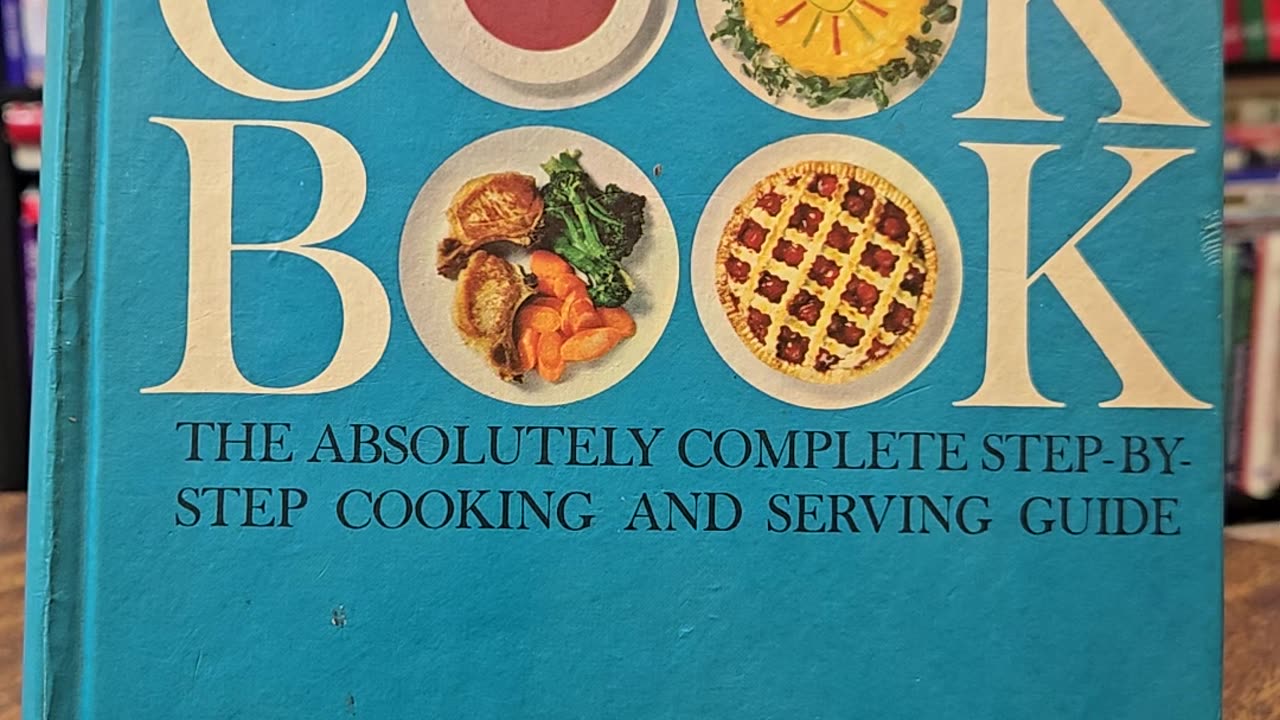 COOK
BOOK
THE ABSOLUTELY COMPLETE STEP-BY-
STEP COOKING AND SERVING GUIDE